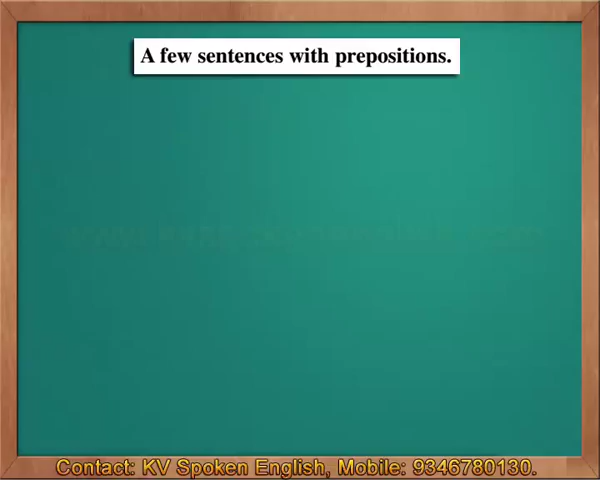 A few sentences with prepositions.
Contact: KV Spoken English, Mobile: 9346780130.